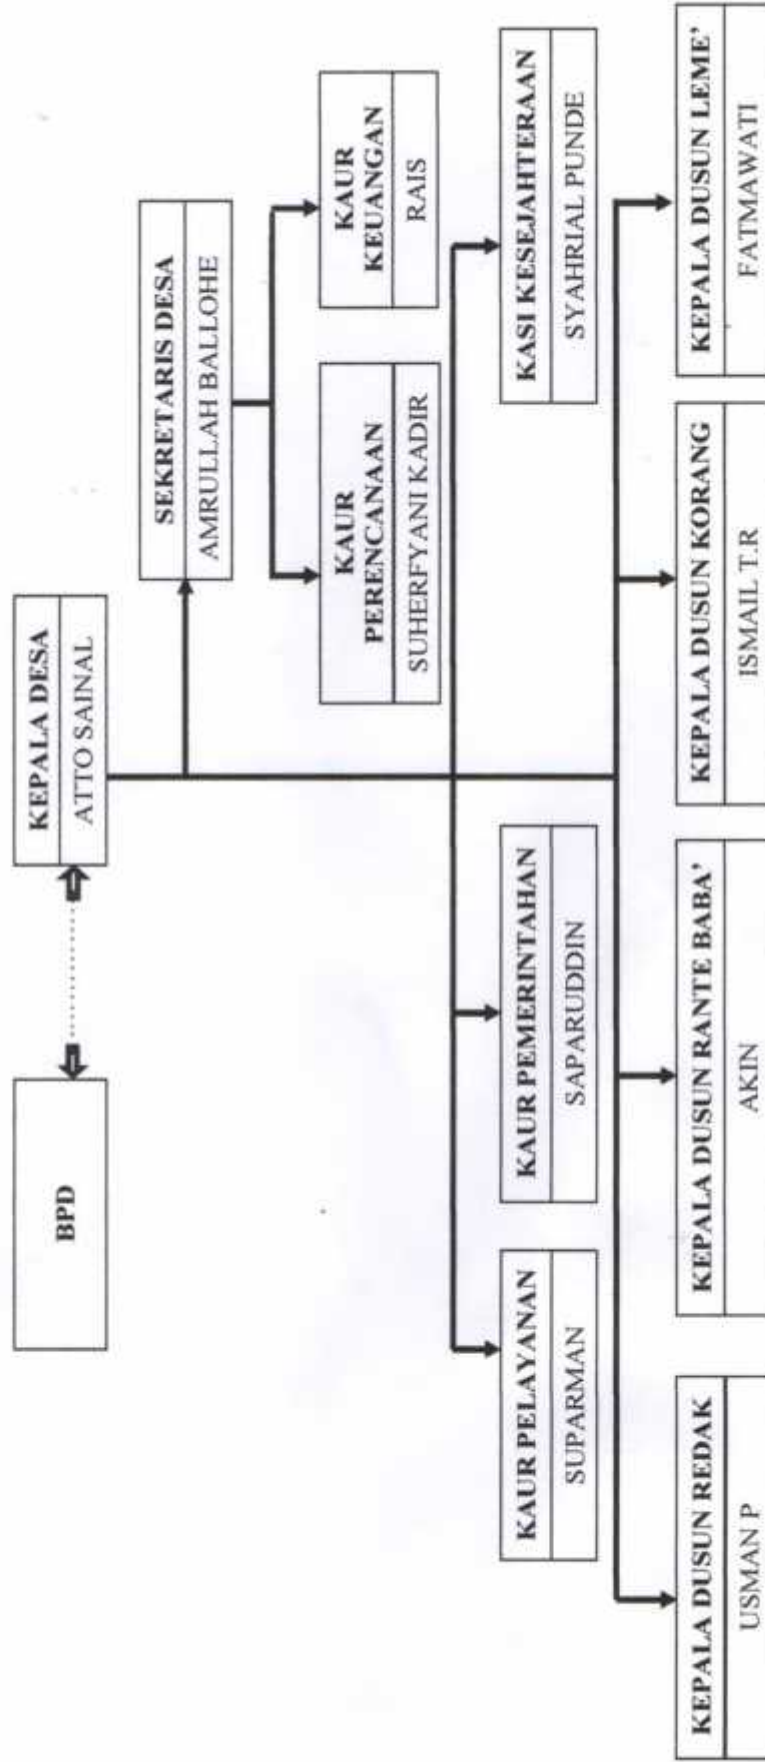 BPD
KEPALA DESA
ATTO SAINAL
SEKRETARIS DESA
AMRULLAH BALLOHE
KAUR
PERENCANAAN
SUHERFYANI KADIR
KAUR
KEUANGAN
RAIS
KAUR PELAYANAN
SUPARMAN
KAUR PEMERINTAHAN
SAPARUDDIN
KASI KESEJAHTERAAN
SYAHRIAL PUNDE
KEPALA DUSUN REDAK
USMAN P
KEPALA DUSUN RANTE BABA’
AKIN
KEPALA DUSUN KORANG
ISMAIL T.R
KEPALA DUSUN LEME’
FATMAWATI